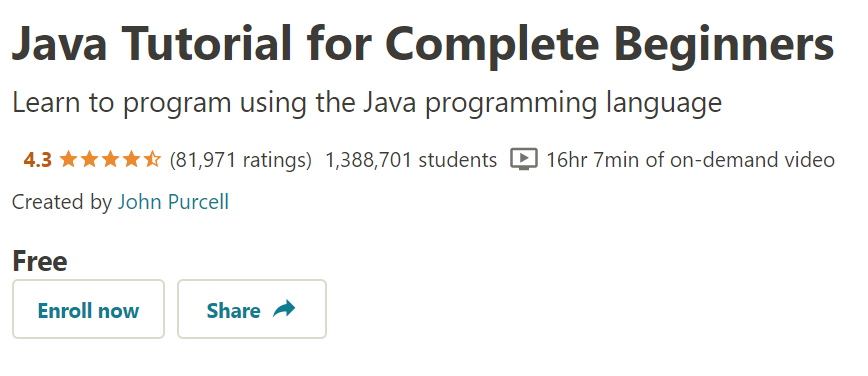 Java Tutorial for Complete Beginners
Learn to program using the Java programming language
4.3 (81,971 ratings) 1,388,701 students 16hr 7min of on-demand video
Created by John Purcell
Free
Enroll now Share